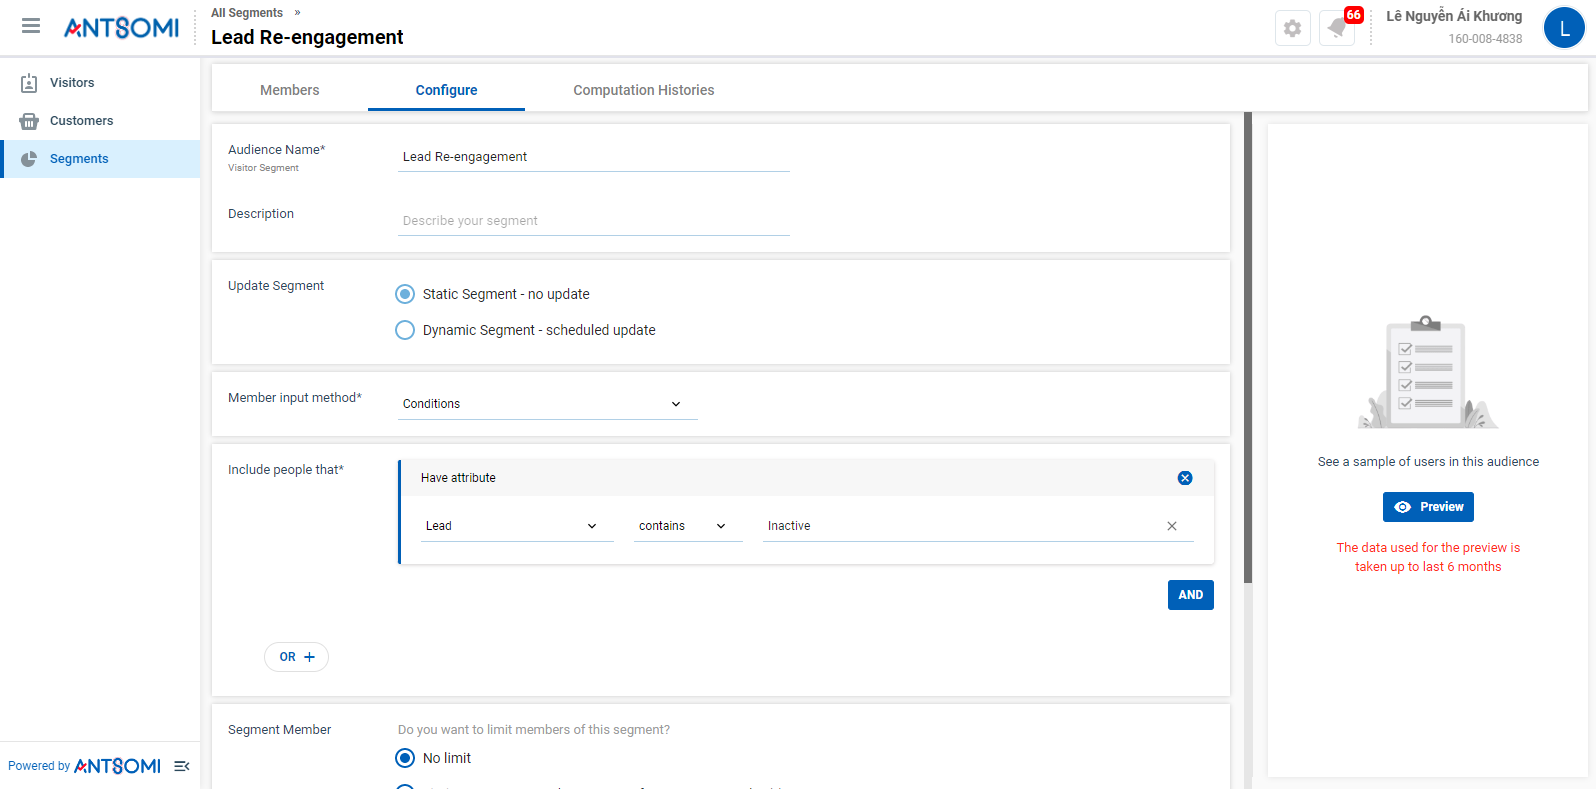 ANTSOMI
All Segments »
Lead Re-engagement
66
Lê Nguyễn Ái Khương
160-008-4838
L
Visitors
Customers
Segments
Members
Configure
Computation Histories
Audience Name*
Visitor Segment
Lead Re-engagement
Description
Describe your segment
Update Segment
Static Segment - no update
Dynamic Segment - scheduled update
Member input method*
Conditions
Include people that*
Have attribute
Lead
contains
Inactive
AND
OR +
Segment Member
Do you want to limit members of this segment?
No limit
See a sample of users in this audience
Preview
The data used for the preview is
taken up to last 6 months
Powered by ANTSOMI